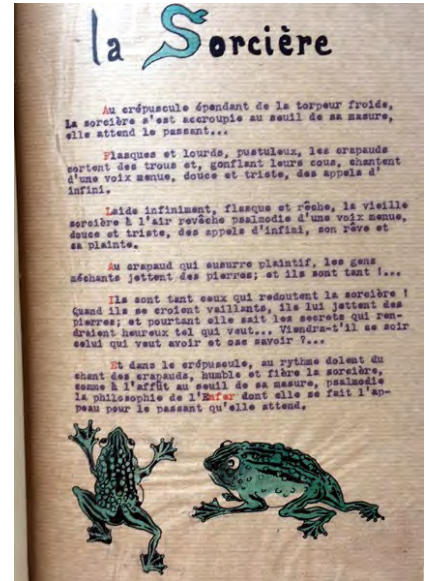 la Sorcière
Au crépuscule épandant de la torpeur froide,
La sorcière s'est accroupie au seuil de sa masure,
elle attend le passant...
Flasques et lourds, pustuleux, les crapauds
sortent des trous et, gonflant leurs cous, chantent
d'une voix menue, douce et triste, des appels d'
infini.
Laide infiniment, flasque et rêche, la vieille
sorcière à l'air revêche psalmodie d'une voix menue,
douce et triste, des appels d'infini, son rêve et
sa plainte.
Au crapaud qui susurre plaintif, les gens
méchants jettent des pierres; et ils sont tant !...
Ils sont tant ceux qui redoutent la sorcière !
Quand ils se croient vaillants, ils lui jettent des
pierres; et pourtant elle sait les secrets qui ren-
draient heureux tel qui veut... Viendra-t'il ce soir
celui qui veut avoir et ose savoir ?...
Et dans le crépuscule, au rythme dolent du
chant des crapauds, humble et fière la sorcière,
comme à l'affût au seuil de sa masure, psalmodie
la philosophie de l'Enfer dont elle se fait l'ap-
peau pour le passant qu'elle attend.